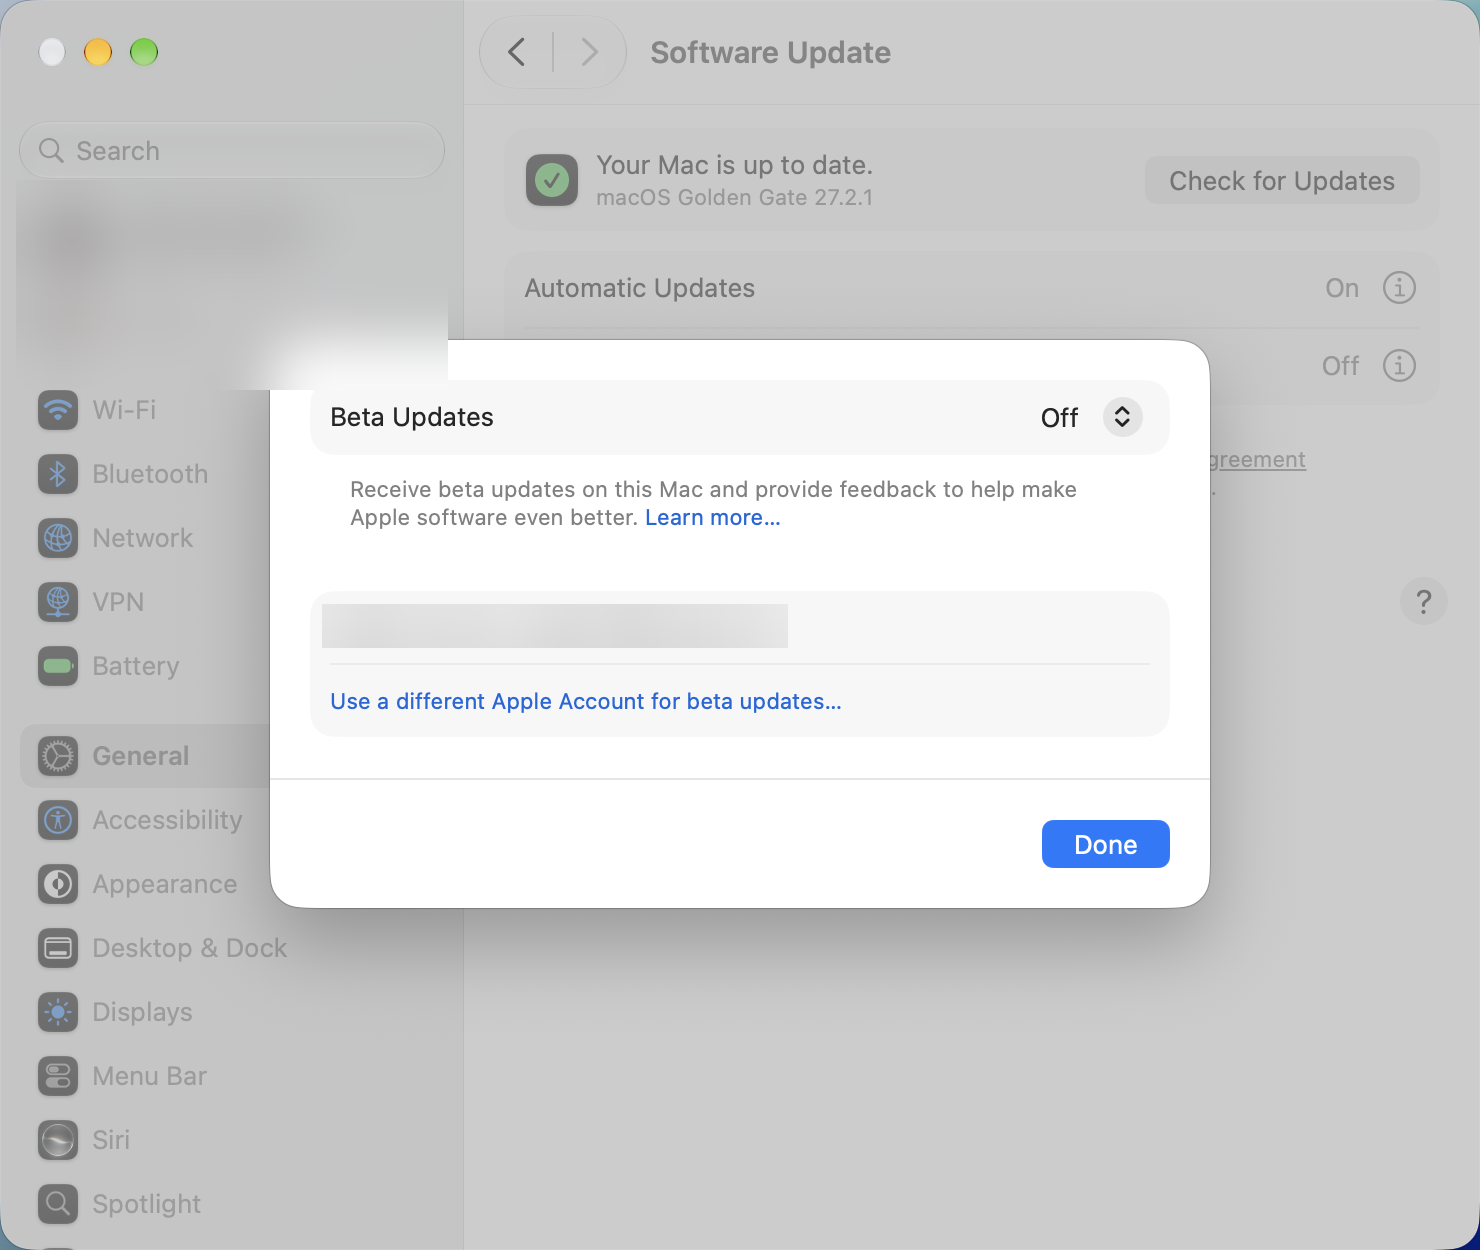 Software Update
Search
Your Mac is up to date.
macOS Golden Gate 27.2.1
Check for Updates
Automatic Updates
On
Off
greement
.
?
Wi-Fi
Bluetooth
Network
VPN
Battery
General
Accessibility
Appearance
Desktop & Dock
Displays
Menu Bar
Siri
Spotlight
Beta Updates
Off
Receive beta updates on this Mac and provide feedback to help make
Apple software even better. Learn more...
Use a different Apple Account for beta updates...
Done